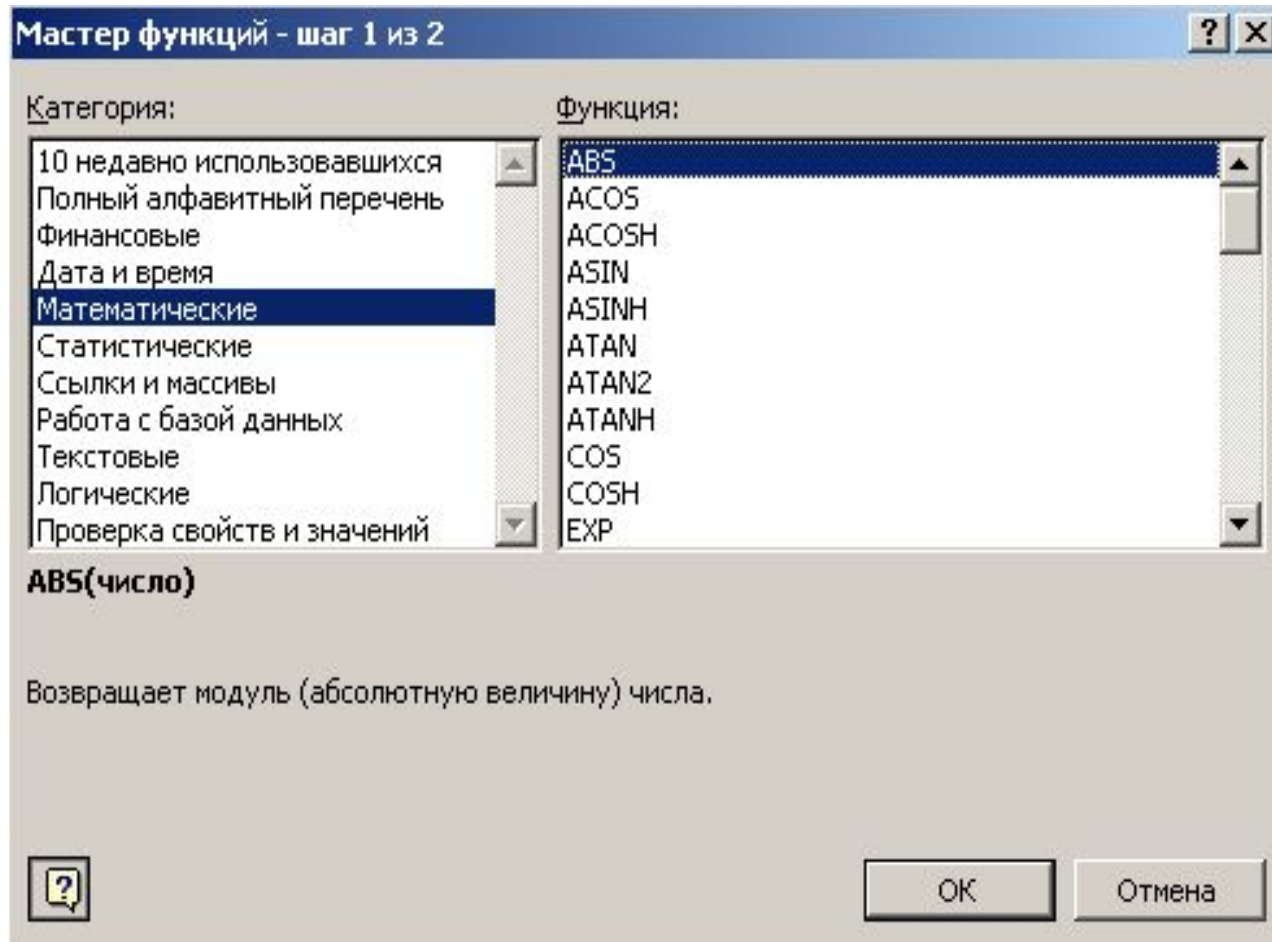 Мастер функций - шаг 1 из 2
Категория:
10 недавно использовавшихся
Полный алфавитный перечень
Финансовые
Дата и время
Математические
Статистические
Ссылки и массивы
Работа с базой данных
Текстовые
Логические
Проверка свойств и значений
Функция:
ABS
ACOS
ACOSH
ASIN
ASINH
ATAN
ATAN2
ATANH
COS
COSH
EXP
ABS(число)
Возвращает модуль (абсолютную величину) числа.
ОК
Отмена